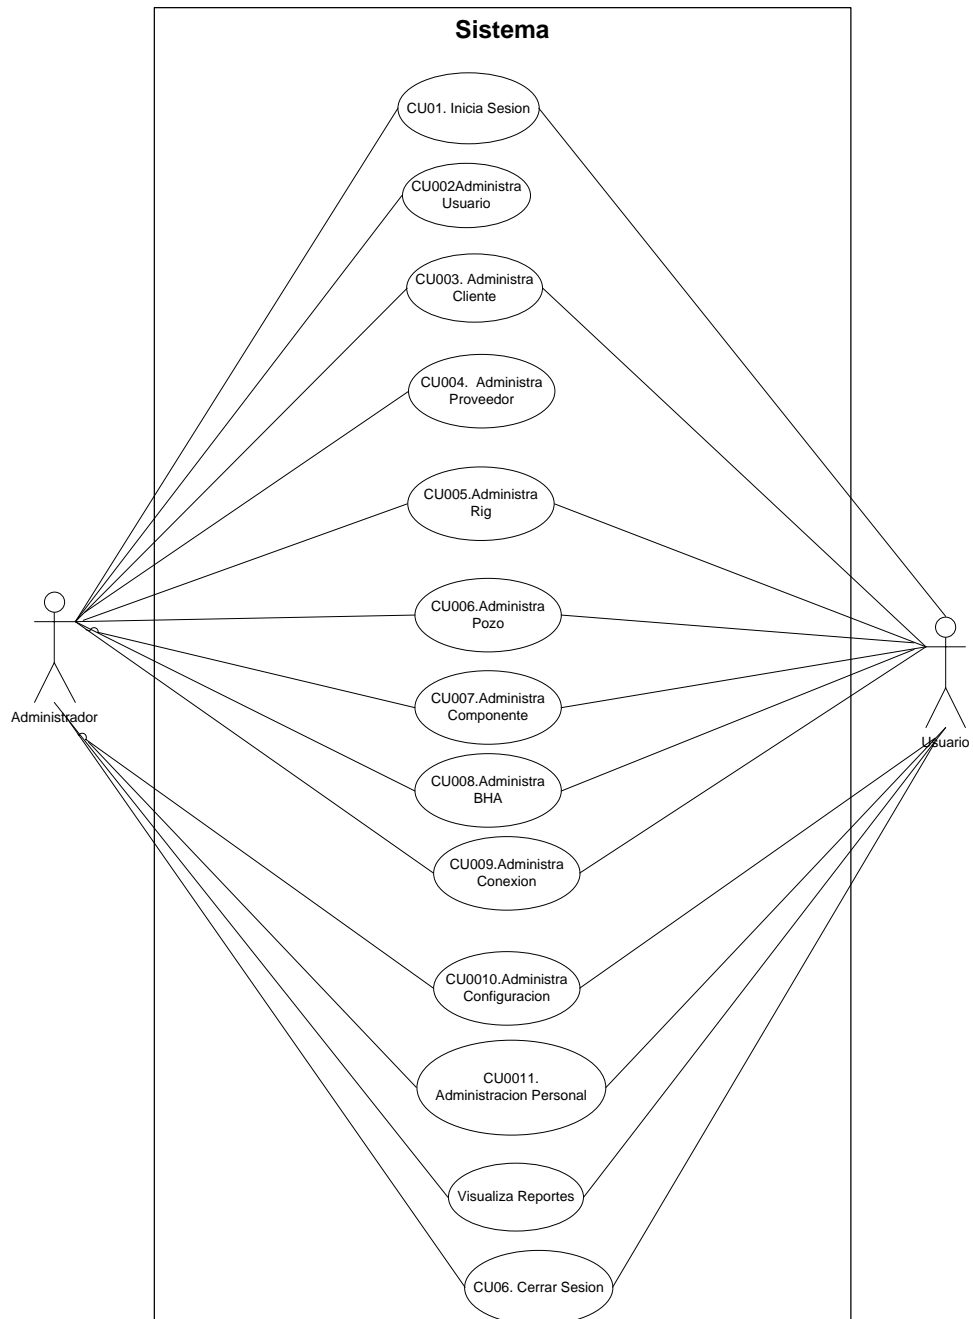 Sistema
CU01. Inicia Sesion
CU002Administra
Usuario
CU003. Administra
Cliente
CU004.  Administra
Proveedor
CU005.Administra
Rig
CU006.Administra
Pozo
CU007.Administra
Componente
Administrador
Usuario
CU008.Administra
BHA
CU009.Administra
Conexion
CU0010.Administra
Configuracion
CU0011.
Administracion Personal
Visualiza Reportes
CU06. Cerrar Sesion